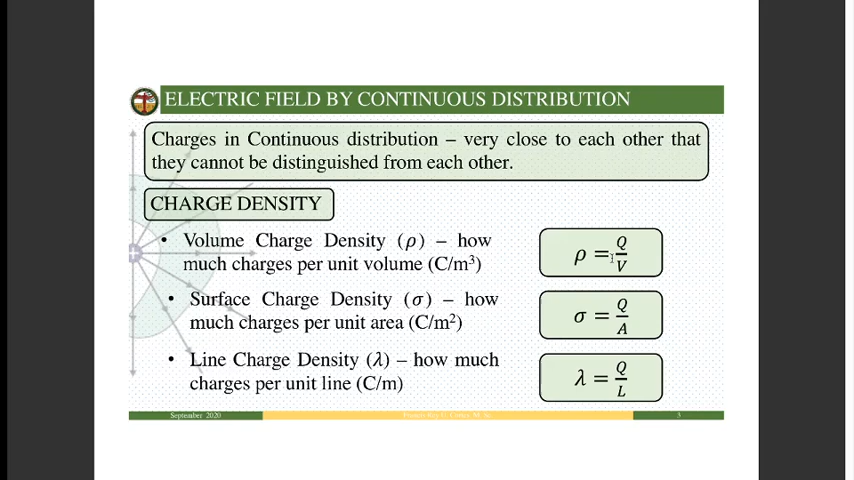 ELECTRIC FIELD BY CONTINUOUS DISTRIBUTION
Charges in Continuous distribution – very close to each other that
they cannot be distinguished from each other.
CHARGE DENSITY
• Volume Charge Density (ρ) – how
much charges per unit volume (C/m³)
ρ = Q/V
• Surface Charge Density (σ) – how
much charges per unit area (C/m²)
σ = Q/A
• Line Charge Density (λ) – how much
charges per unit line (C/m)
λ = Q/L
September 2020
3